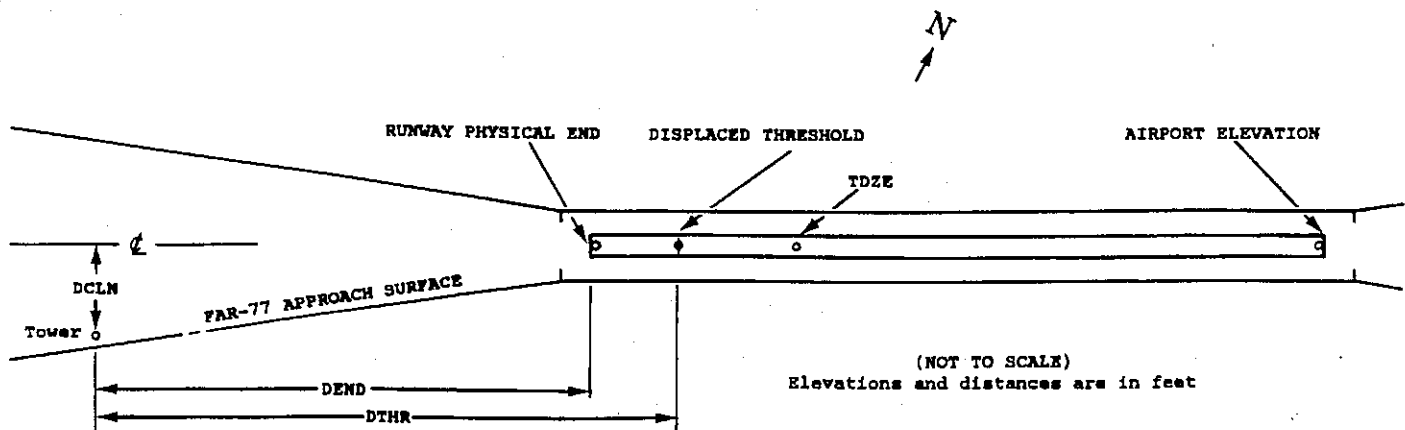 N
RUNWAY PHYSICAL END
DISPLACED THRESHOLD
AIRPORT ELEVATION
TDZE
℄
DCLN
FAR-77 APPROACH SURFACE
Tower
(NOT TO SCALE)
Elevations and distances are in feet
DEND
DTHR